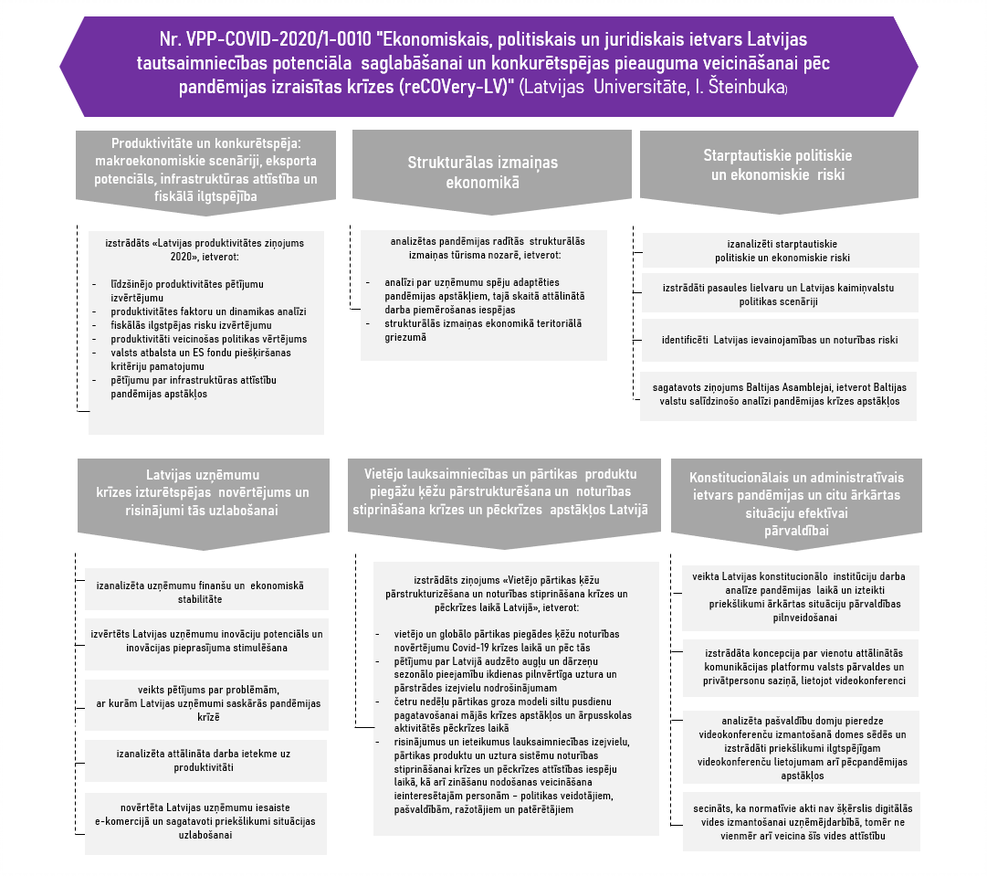 Nr. VPP-COVID-2020/1-0010 "Ekonomiskais, politiskais un juridiskais ietvars Latvijas
tautsaimniecības potenciāla saglabāšanai un konkurētspējas pieauguma veicināšanai pēc
pandēmijas izraisītas krīzes (reCOVery-LV)" (Latvijas Universitāte, I. Šteinbuka)
Produktivitāte un konkurētspēja:
makroekonomiskie scenāriji, eksporta
potenciāls, infrastruktūras attīstība un
fiskālā ilgtspējība
izstrādāts «Latvijas produktivitātes ziņojums
2020», ietverot:
- līdzšinējo produktivitātes pētījumu
izvērtējumu
- produktivitātes faktoru un dinamikas analīzi
- fiskālās ilgstpējas risku izvērtējumu
- produktivitāti veicinošas politikas vērtējums
- valsts atbalsta un ES fondu piešķiršanas
kritēriju pamatojumu
- pētījumu par infrastruktūras attīstību
pandēmijas apstākļos
Strukturālas izmaiņas
ekonomikā
analizētas pandēmijas radītās strukturālās
izmaiņas tūrisma nozarē, ietverot:
- analīzi par uzņēmumu spēju adaptēties
pandēmijas apstākļiem, tajā skaitā attālinātā
darba piemērošanas iespējas
- strukturālās izmaiņas ekonomikā teritoriālā
griezumā
Starptautiskie politiskie
un ekonomiskie riski
izanalizēti starptautiskie
politiskie un ekonomiskie riski
izstrādāti pasaules lielvaru un Latvijas kaimiņvalstu
politikas scenāriji
identificēti Latvijas ievainojamības un noturības riski
sagatavots ziņojums Baltijas Asamblejai, ietverot Baltijas
valstu salīdzinošo analīzi pandēmijas krīzes apstākļos
Latvijas uzņēmumu
krīzes izturētspējas novērtējums un
risinājumi tās uzlabošanai
izanalizēta uzņēmumu finanšu un ekonomiskā
stabilitāte
izvērtēts Latvijas uzņēmumu inovāciju potenciāls un
inovācijas pieprasījuma stimulēšana
veikts pētījums par problēmām,
ar kurām Latvijas uzņēmumi saskārās pandēmijas
krīzē
izanalizēta attālināta darba ietekme uz
produktivitāti
novērtēta Latvijas uzņēmumu iesaiste
e-komercijā un sagatavoti priekšlikumi situācijas
uzlabošanai
Vietējo lauksaimniecības un pārtikas produktu
piegāžu ķēžu pārstrukturēšana un noturības
stiprināšana krīzes un pēckrīzes apstākļos Latvijā
izstrādāts ziņojums «Vietējo pārtikas ķēžu
pārstrukturizēšana un noturības stiprināšana krīzes un
pēckrīzes laikā Latvijā», ietverot:
- vietējo un globālo pārtikas piegādes ķēžu noturības
novērtējumu Covid-19 krīzes laikā un pēc tās
- pētījumu par Latvijā audzēto augļu un dārzeņu
sezonālo pieejamību ikdienas pilnvērtīga uztura un
pārstrādes izejvielu nodrošinājumam
- četru nedēļu pārtikas groza modeli siltu pusdienu
pagatavošanai mājās krīzes apstākļos un ārpusskolas
aktivitātēs pēckrīzes laikā
- risinājumus un ieteikumus lauksaimniecības izejvielu,
pārtikas produktu un uztura sistēmu noturības
stiprināšanai krīzes un pēckrīzes attīstības iespēju
laikā, kā arī zināšanu nodošanas veicināšana
ieinteresētajām personām – politikas veidotājiem,
pašvaldībām, ražotājiem un patērētājiem
Konstitucionālais un administratīvais
ietvars pandēmijas un citu ārkārtas
situāciju efektīvai
pārvaldībai
veikta Latvijas konstitucionālo institūciju darba
analīze pandēmijas laikā un izteikti
priekšlikumi ārkārtas situāciju pārvaldības
pilnveidošanai
izstrādāta koncepcija par vienotu attālinātās
komunikācijas platformu valsts pārvaldes un
privātpersonu saziņā, lietojot videokonferenci
analizēta pašvaldību domju pieredze
videokonferenču izmantošanā domes sēdēs un
izstrādāti priekšlikumi ilgtspējīgam
videokonferenču lietojumam arī pēcpandēmijas
apstākļos
secināts, ka normatīvie akti nav šķērslis digitālās
vides izmantošanai uzņēmējdarbībā, tomēr ne
vienmēr arī veicina šīs vides attīstību